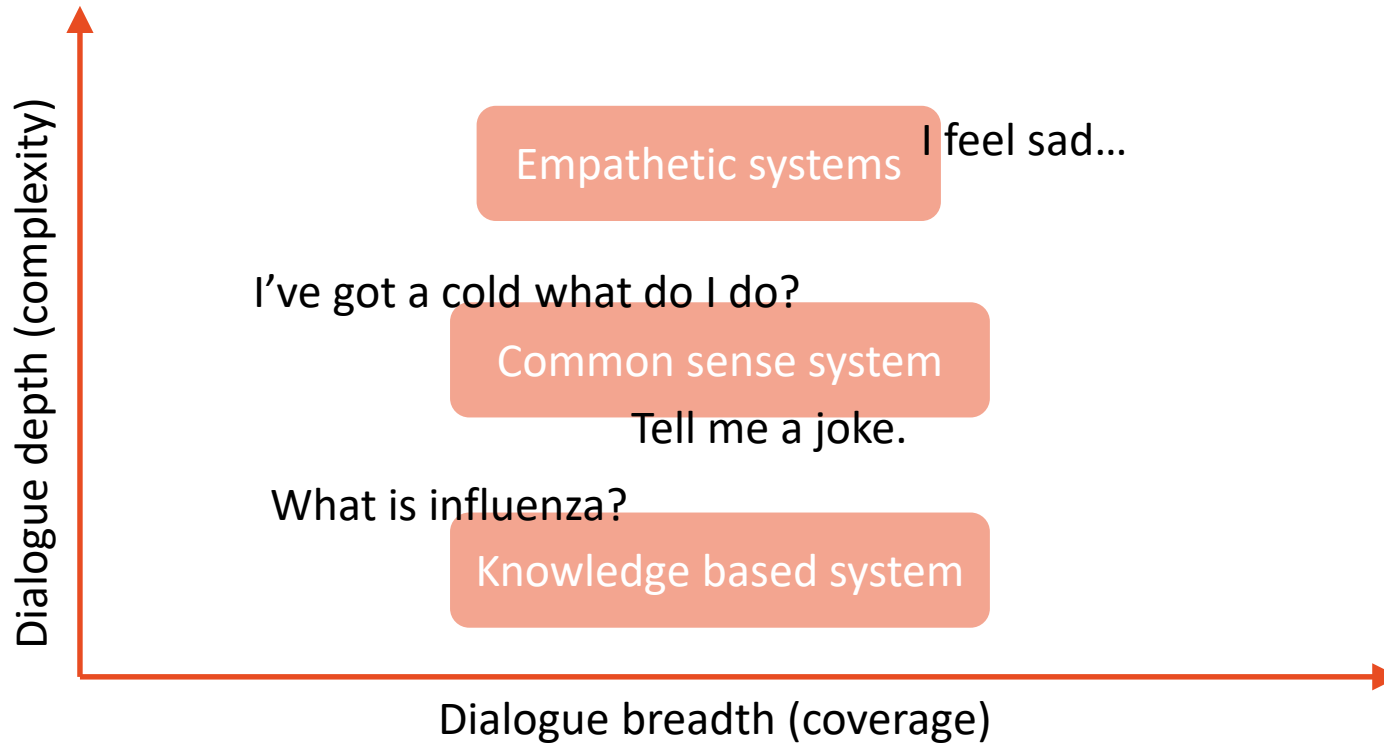 Dialogue depth (complexity)
I feel sad…
Empathetic systems
I’ve got a cold what do I do?
Common sense system
Tell me a joke.
What is influenza?
Knowledge based system
Dialogue breadth (coverage)